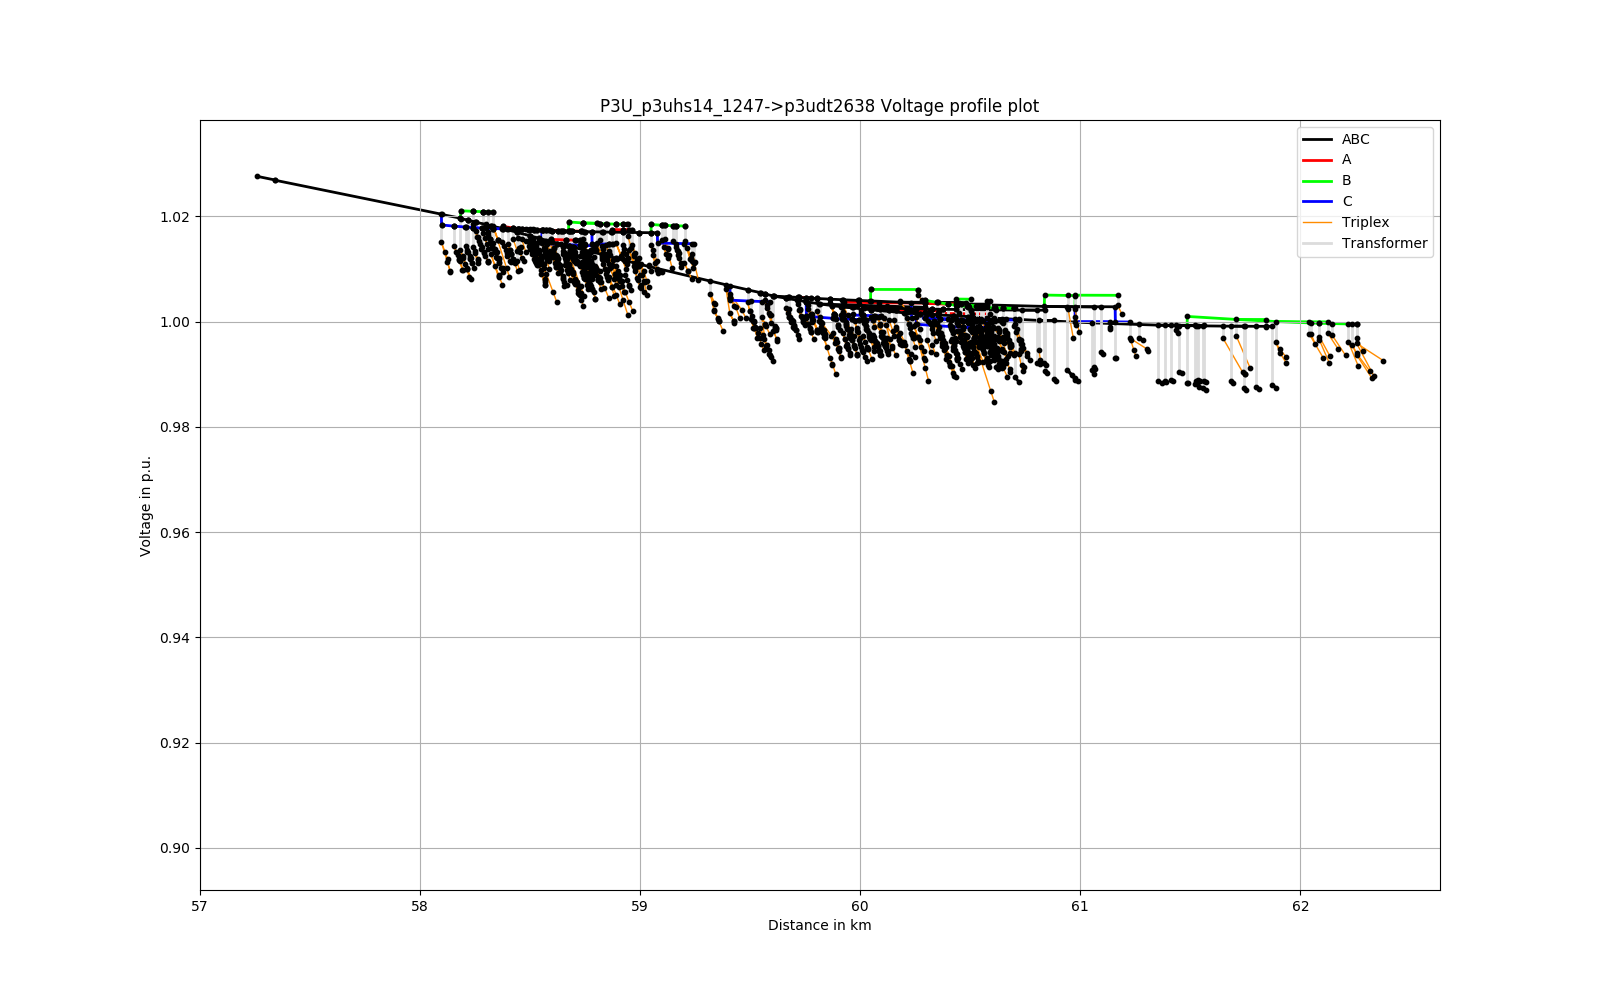 P3U_p3uhs14_1247->p3udt2638 Voltage profile plot
ABC
A
B
C
Triplex
Transformer
1.02
1.00
0.98
0.96
0.94
0.92
0.90
Voltage in p.u.
57
58
59
60
61
62
Distance in km